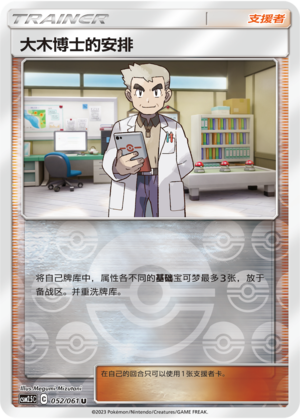 TRAINER
支援者
大木博士的安排
将自己牌库中，属性各不同的基础宝可梦最多3张，放于
备战区。并重洗牌库。
Illus. Megumi Mizutani
在自己的回合只可以使用1张支援者卡。
CSM2.5C C 052/061 U
©2023 Pokémon/Nintendo/Creatures/GAME FREAK.